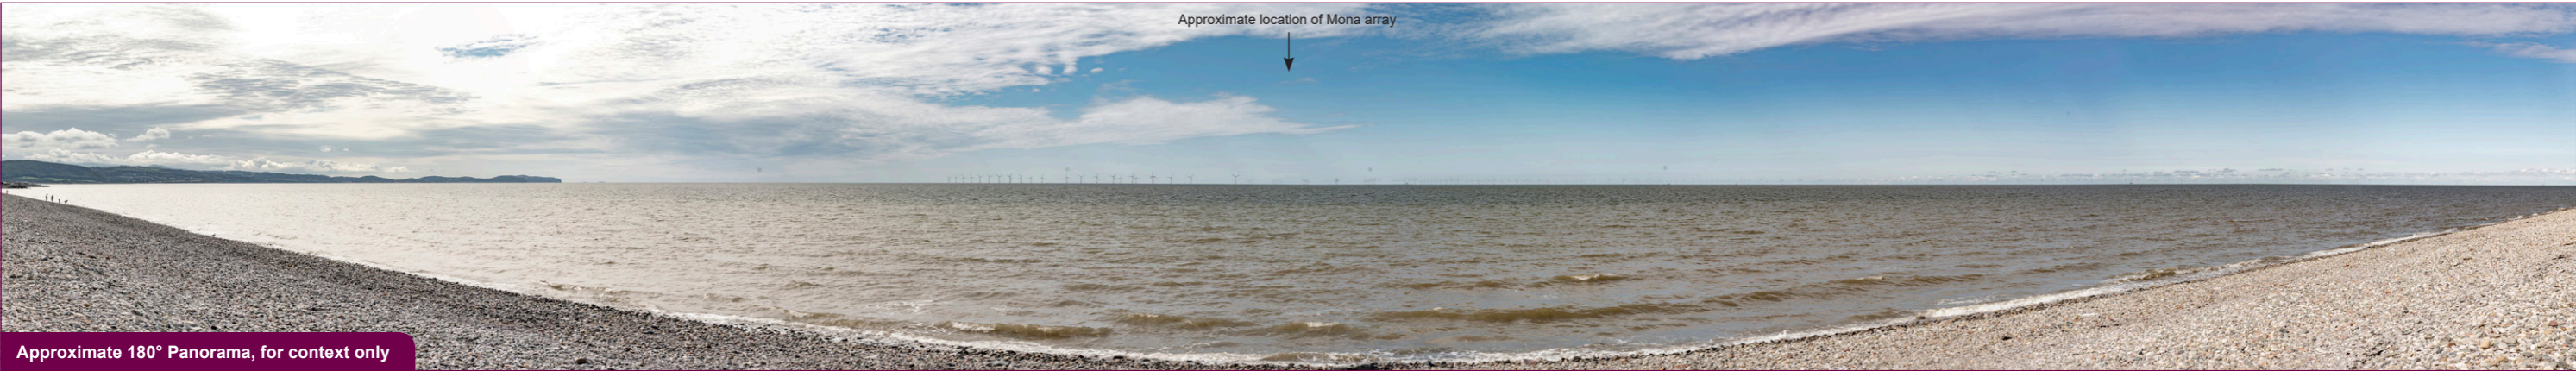 Approximate location of Mona array
Approximate 180° Panorama, for context only